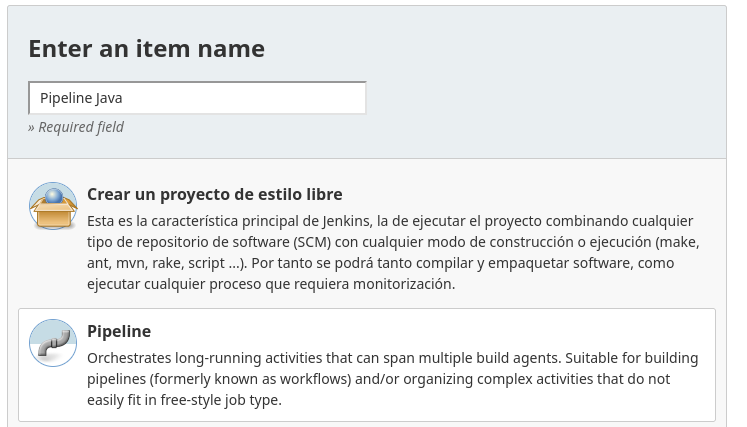 Enter an item name
Pipeline Java
» Required field
Crear un proyecto de estilo libre
Esta es la característica principal de Jenkins, la de ejecutar el proyecto combinando cualquier
tipo de repositorio de software (SCM) con cualquier modo de construcción o ejecución (make,
ant, mvn, rake, script ...). Por tanto se podrá tanto compilar y empaquetar software, como
ejecutar cualquier proceso que requiera monitorización.
Pipeline
Orchestrates long-running activities that can span multiple build agents. Suitable for building
pipelines (formerly known as workflows) and/or organizing complex activities that do not
easily fit in free-style job type.